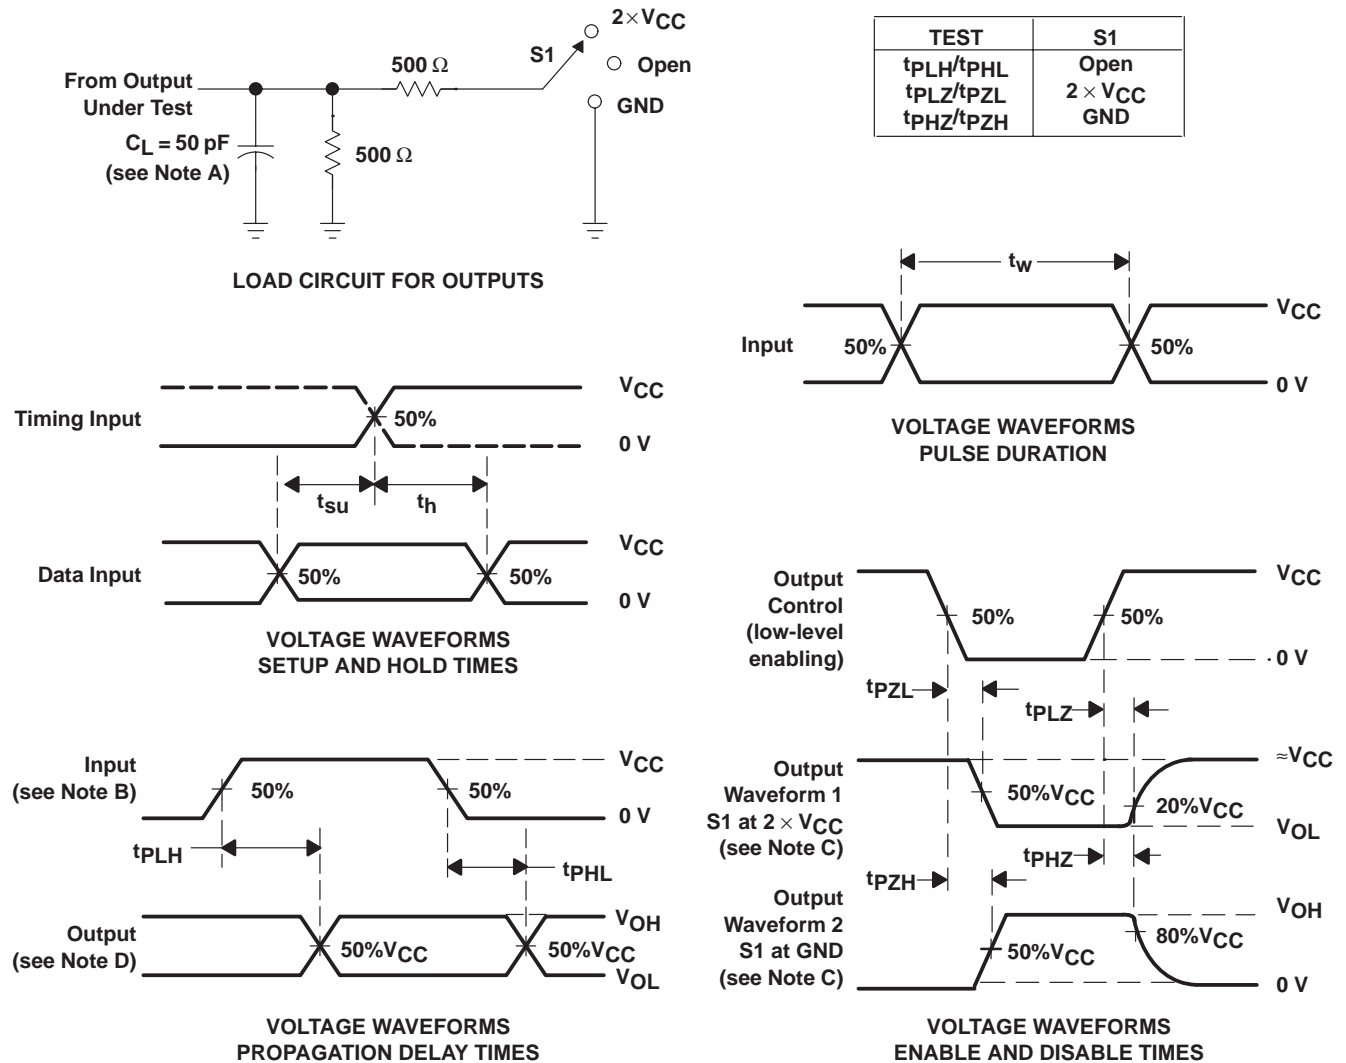 2 × VCC
S1
Open
GND
500 Ω
From Output
Under Test
CL = 50 pF
(see Note A)
500 Ω
LOAD CIRCUIT FOR OUTPUTS
TEST S1
tPLH/tPHL Open
tPLZ/tPZL 2 × VCC
tPHZ/tPZH GND
tw
VCC
Input 50% 50%
0 V
VOLTAGE WAVEFORMS
PULSE DURATION
VCC
Timing Input 50%
0 V
tsu th
VCC
Data Input 50% 50%
0 V
VOLTAGE WAVEFORMS
SETUP AND HOLD TIMES
Input
(see Note B)
50% 50%
VCC
0 V
tPLH
tPHL
Output
(see Note D)
50%VCC 50%VCC
VOH
VOL
VOLTAGE WAVEFORMS
PROPAGATION DELAY TIMES
Output
Control
(low-level
enabling)
50% 50%
VCC
0 V
tPZL
tPLZ
Output
Waveform 1
S1 at 2 × VCC
(see Note C)
50%VCC
20%VCC
≈VCC
VOL
tPHZ
tPZH
Output
Waveform 2
S1 at GND
(see Note C)
50%VCC
80%VCC
VOH
0 V
VOLTAGE WAVEFORMS
ENABLE AND DISABLE TIMES